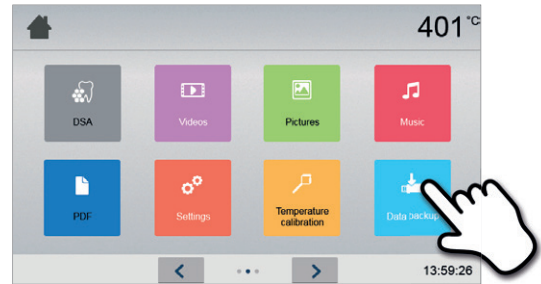 401 °C
DSA
Videos
Pictures
Music
PDF
Settings
Temperature
calibration
Data backup
13:59:26